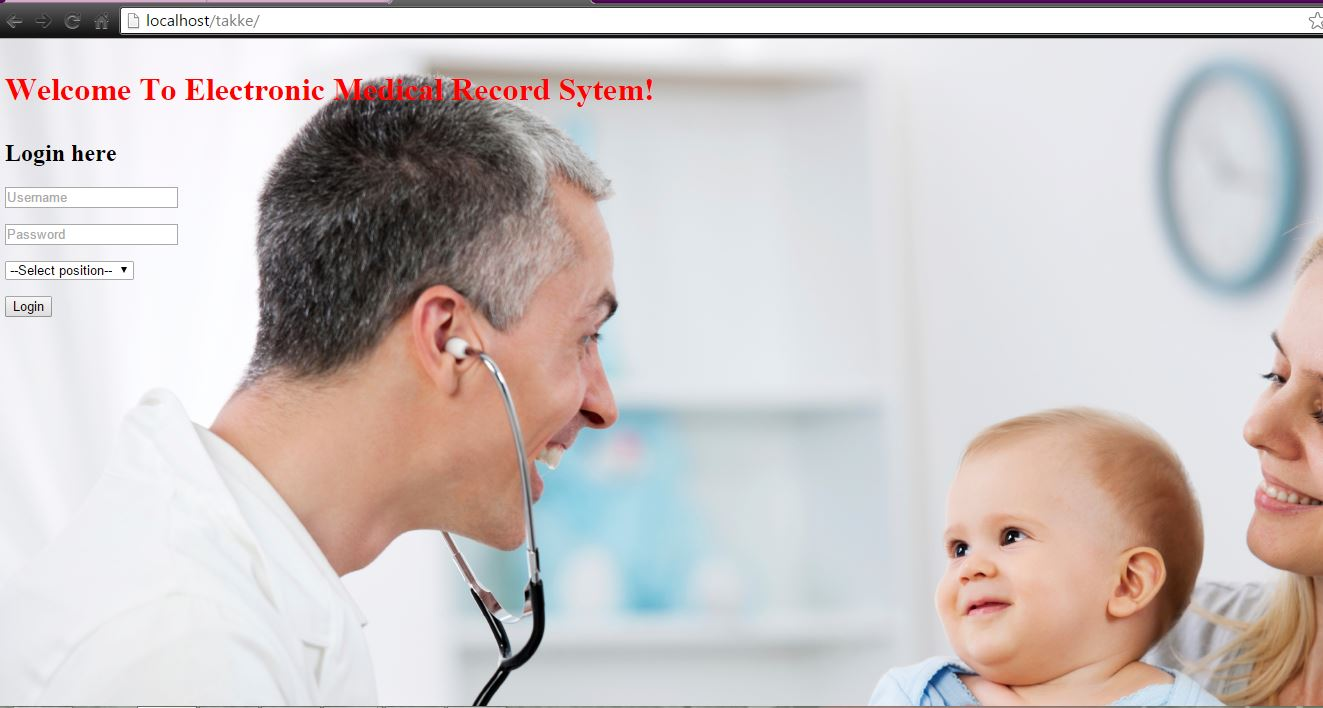 localhost/takke/
Welcome To Electronic Medical Record Sytem!
Login here
Username
Password
--Select position--
Login